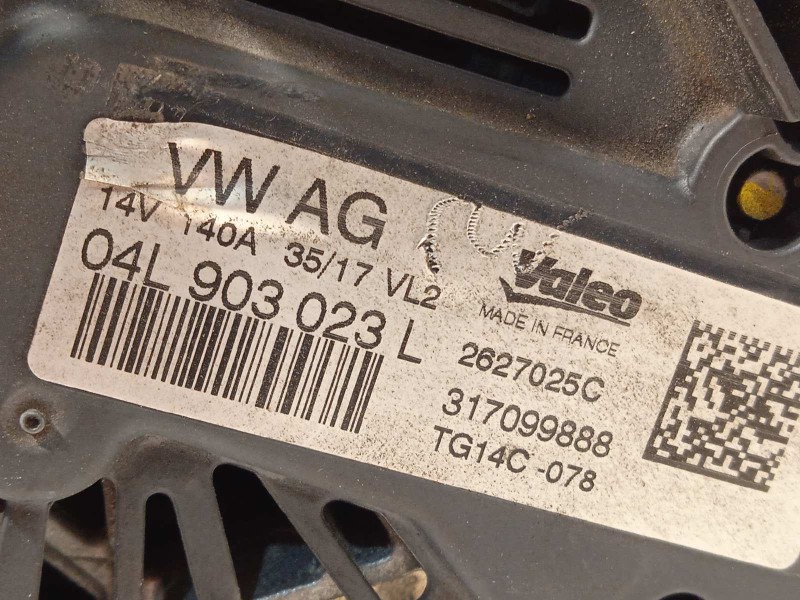 VW AG
14V 140A 35/17 VL2
04L 903 023 L
Valeo
MADE IN FRANCE
2627025C
317099888
TG14C -078